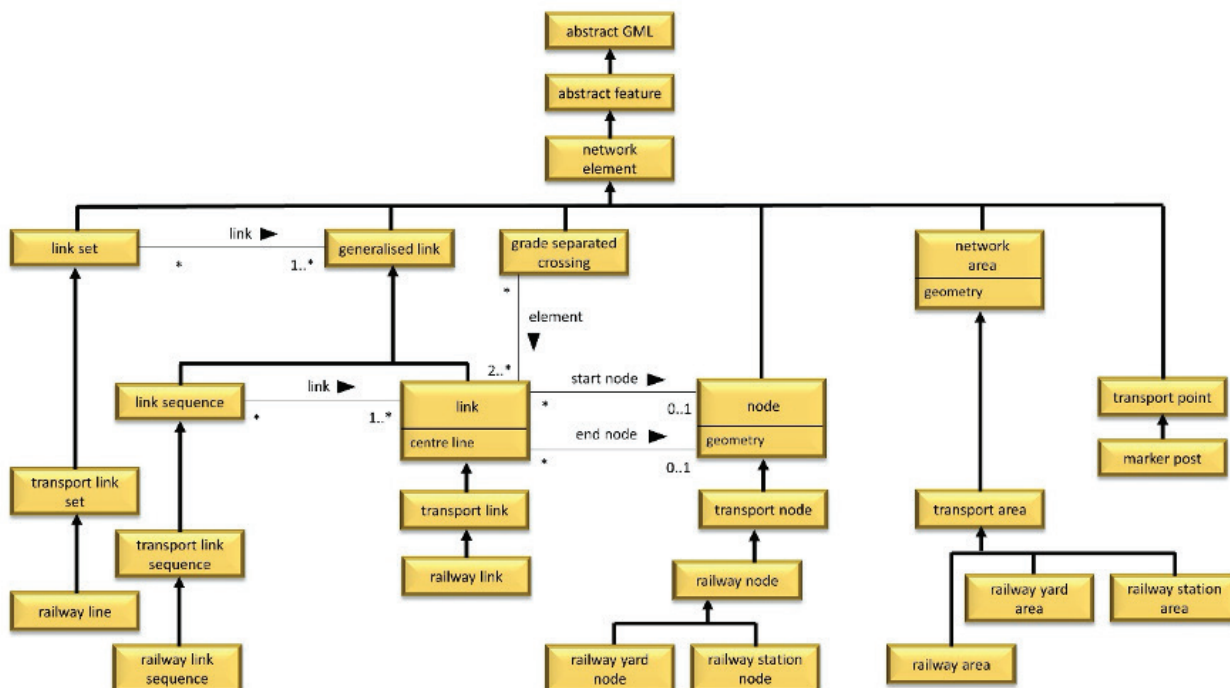 abstract GML
abstract feature
network
element
link set
link ►
*
1..*
generalised link
grade separated
crossing
*
element
2..*
network
area
geometry
link sequence
link ►
*
1..*
link
centre line
start node ►
*
0..1
end node ►
*
0..1
node
geometry
transport point
marker post
transport link
set
transport link
transport node
transport area
transport link
sequence
railway link
railway node
railway yard
area
railway station
area
railway line
railway link
sequence
railway yard
node
railway station
node
railway area